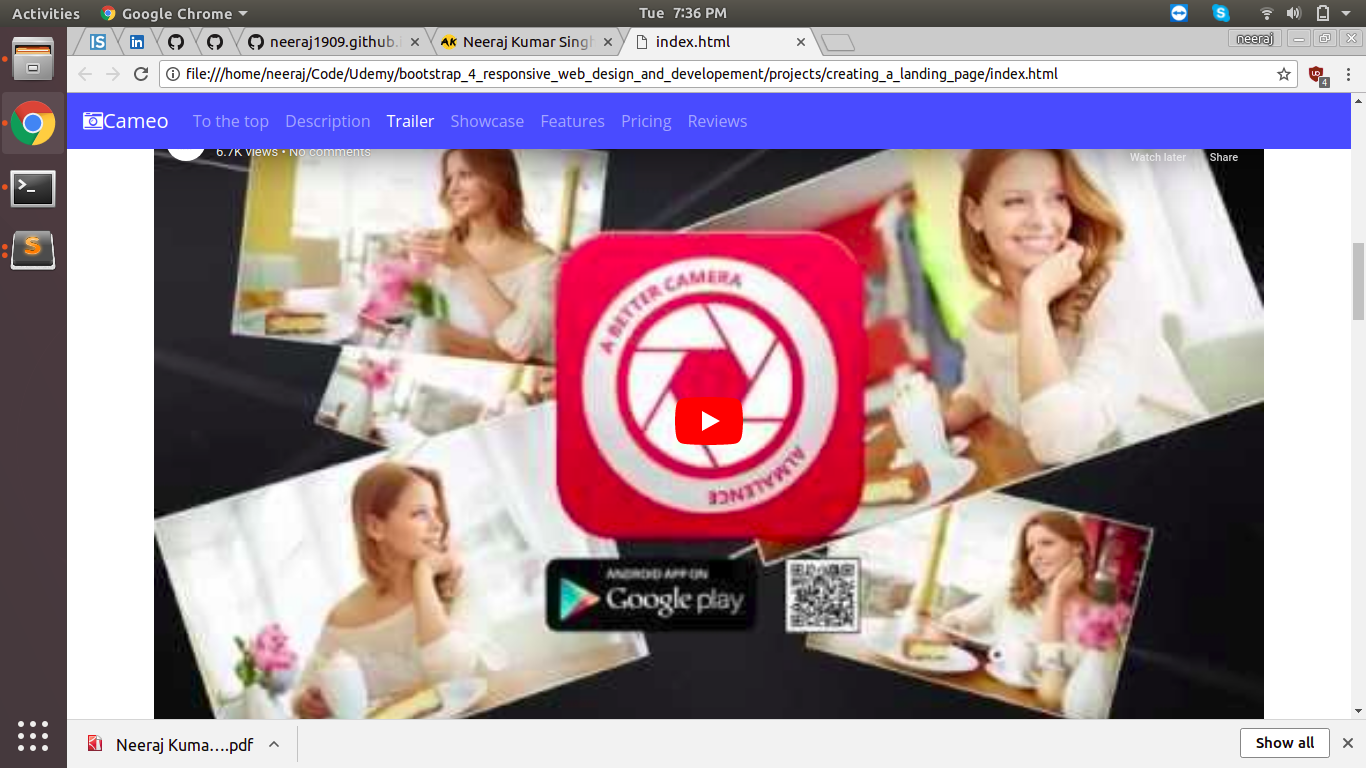 Activities Google Chrome Tue 7:36 PM
neeraj1909.github. Neeraj Kumar Singh index.html neeraj
file:///home/neeraj/Code/Udemy/bootstrap_4_responsive_web_design_and_developement/projects/creating_a_landing_page/index.html 4
Cameo To the top Description Trailer Showcase Features Pricing Reviews
6.7K views • No comments Watch later Share
A BETTER CAMERA
ALMALENCE
ANDROID APP ON
Google play
Neeraj Kuma….pdf Show all